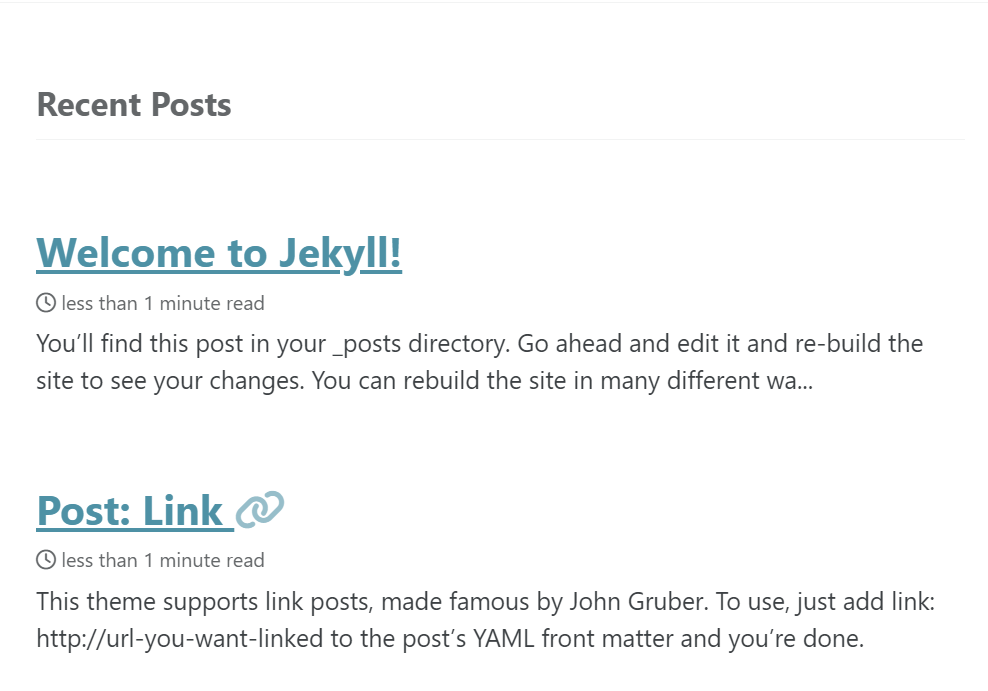 Recent Posts
Welcome to Jekyll!
less than 1 minute read
You’ll find this post in your _posts directory. Go ahead and edit it and re-build the
site to see your changes. You can rebuild the site in many different wa...
Post: Link
less than 1 minute read
This theme supports link posts, made famous by John Gruber. To use, just add link:
http://url-you-want-linked to the post’s YAML front matter and you’re done.